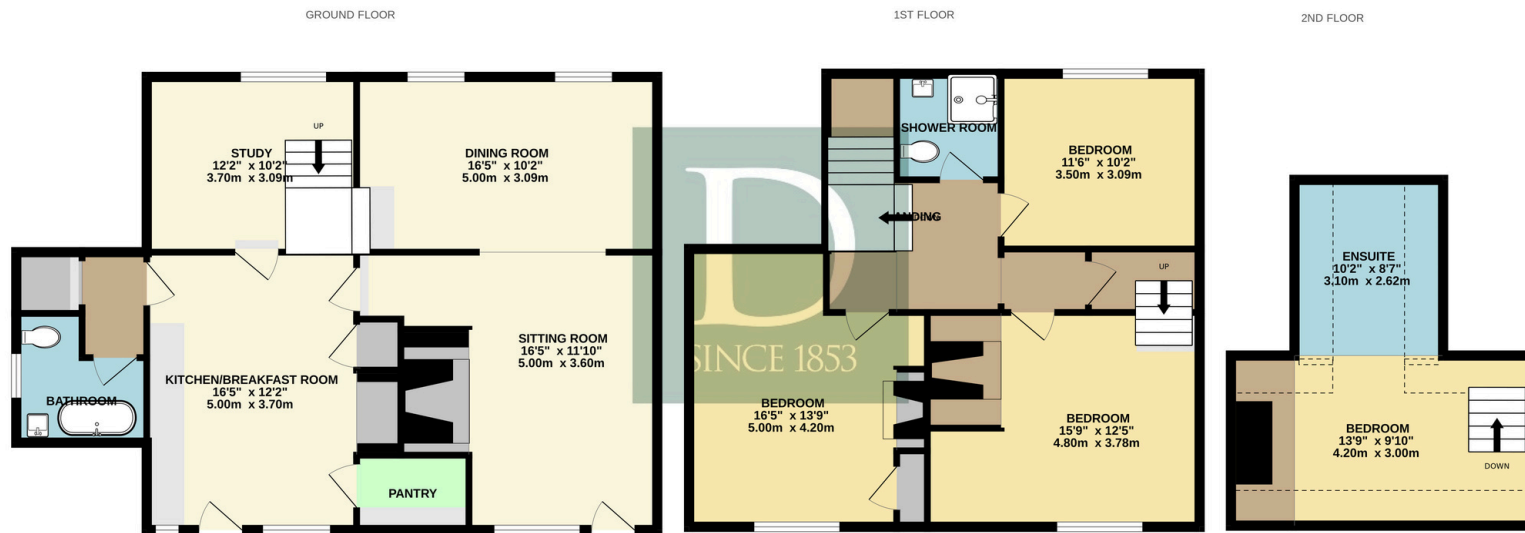 GROUND FLOOR
1ST FLOOR
2ND FLOOR
UP
STUDY
12'2" x 10'2"
3.70m x 3.09m
DINING ROOM
16'5" x 10'2"
5.00m x 3.09m
KITCHEN/BREAKFAST ROOM
16'5" x 12'2"
5.00m x 3.70m
BATHROOM
SITTING ROOM
16'5" x 11'10"
5.00m x 3.60m
PANTRY
SHOWER ROOM
BEDROOM
11'6" x 10'2"
3.50m x 3.09m
UP
BEDROOM
16'5" x 13'9"
5.00m x 4.20m
BEDROOM
15'9" x 12'5"
4.80m x 3.78m
D
SINCE 1853
ENSUITE
10'2" x 8'7"
3.10m x 2.62m
BEDROOM
13'9" x 9'10"
4.20m x 3.00m
DOWN